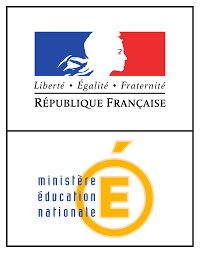 Liberté • Égalité • Fraternité
RÉPUBLIQUE FRANÇAISE
ministère
éducation
nationale
É